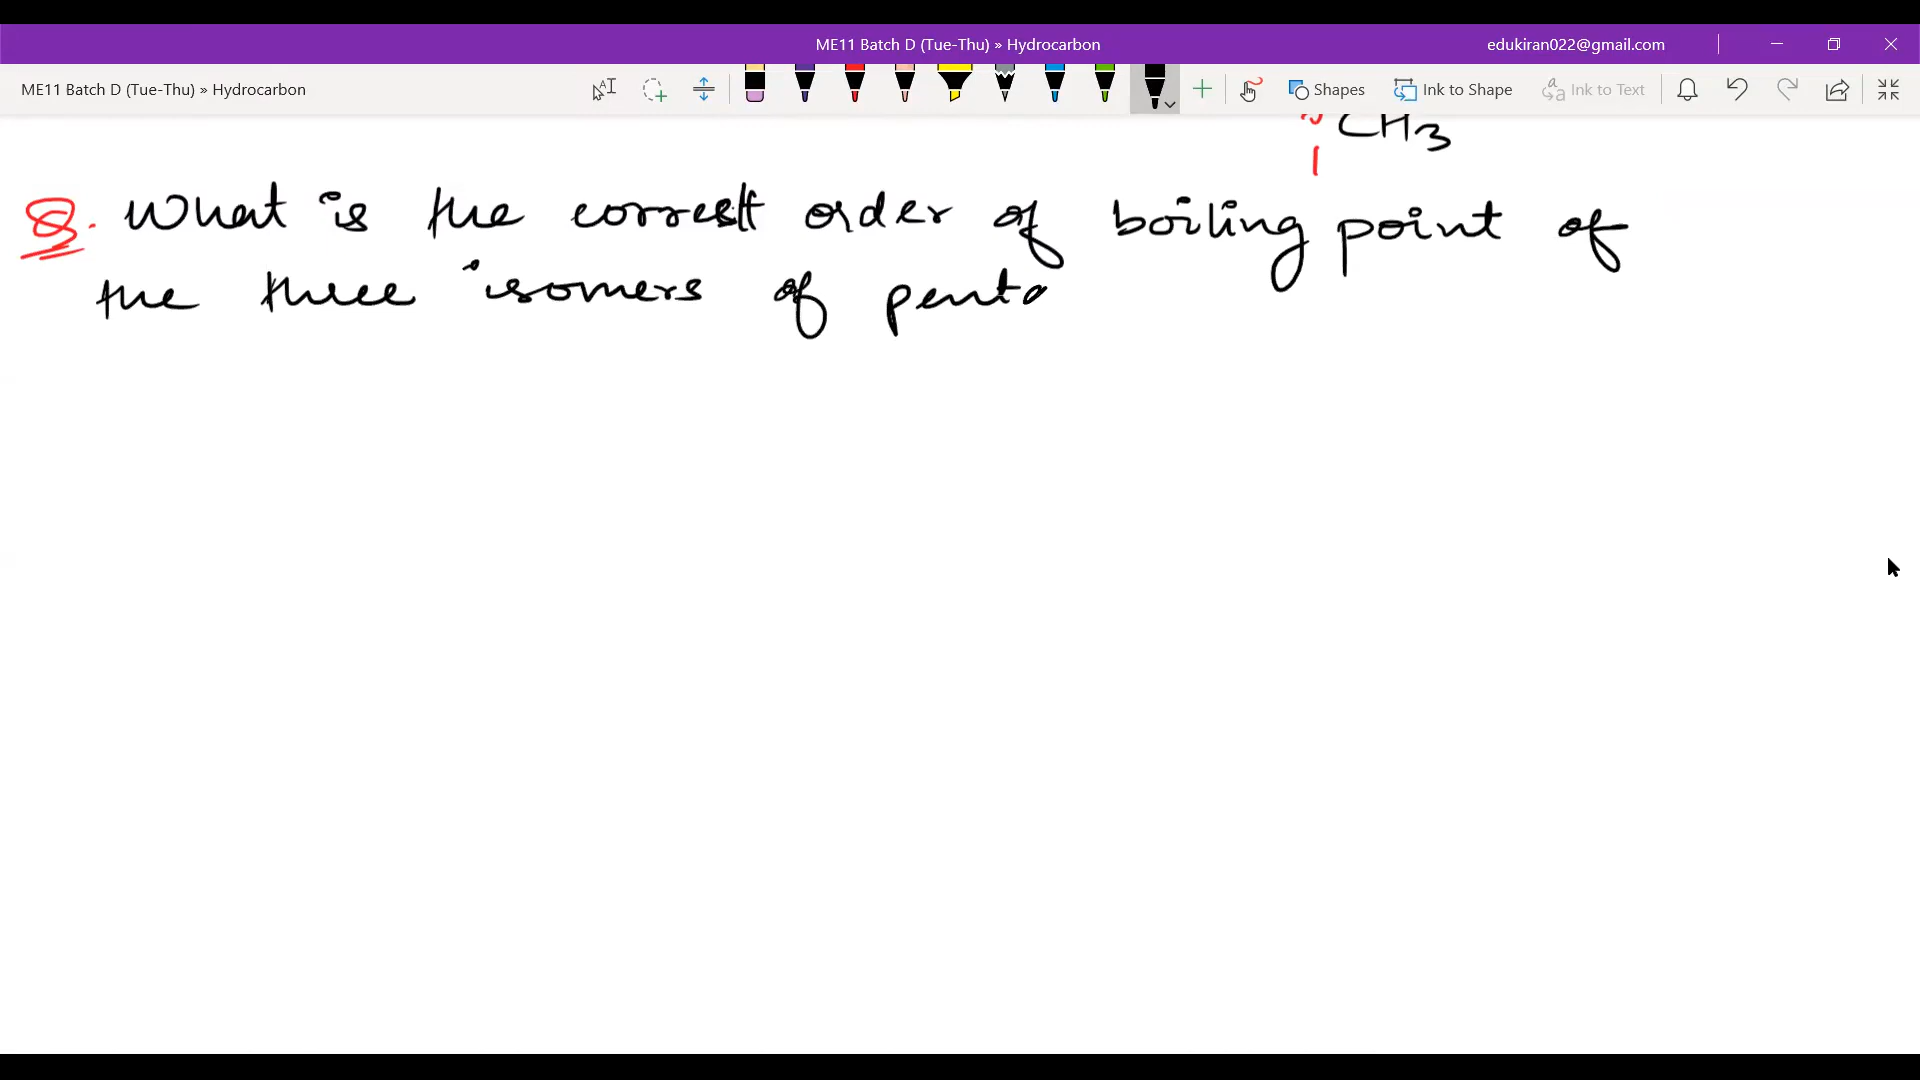 ME11 Batch D (Tue-Thu) » Hydrocarbon
edukiran022@gmail.com
ME11 Batch D (Tue-Thu) » Hydrocarbon
Shapes
Ink to Shape
Ink to Text
CH3
1
Q. What is the correct order of boiling point of
the three isomers of penta